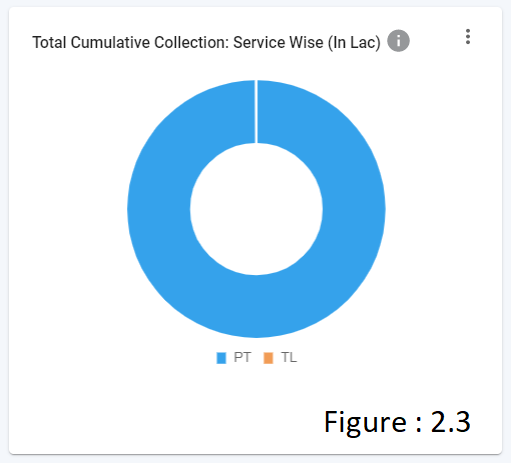 Total Cumulative Collection: Service Wise (In Lac) i
PT TL
Figure : 2.3